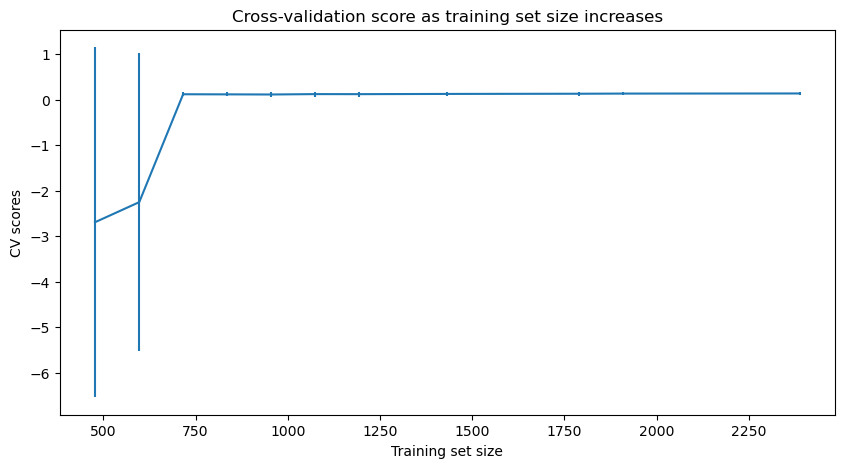 Cross-validation score as training set size increases
CV scores
1
0
−1
−2
−3
−4
−5
−6
500 750 1000 1250 1500 1750 2000 2250
Training set size